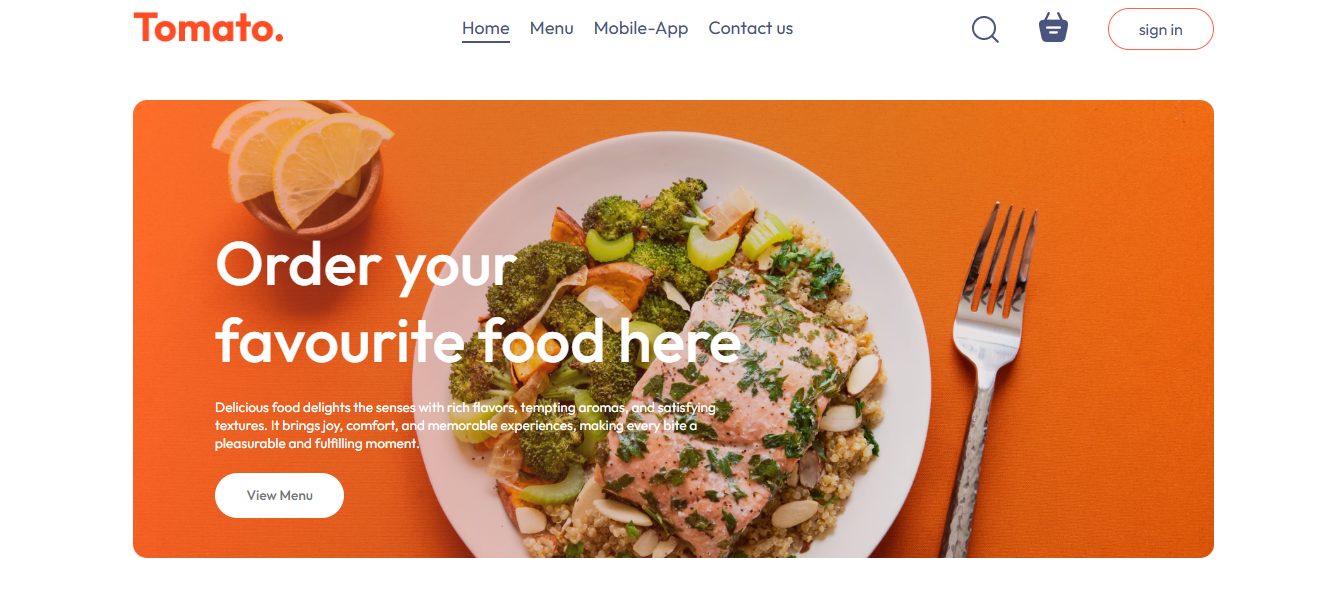 Tomato.
Home Menu Mobile-App Contact us
sign in
Order your
favourite food here
Delicious food delights the senses with rich flavors, tempting aromas, and satisfying
textures. It brings joy, comfort, and memorable experiences, making every bite a
pleasurable and fulfilling moment.
View Menu